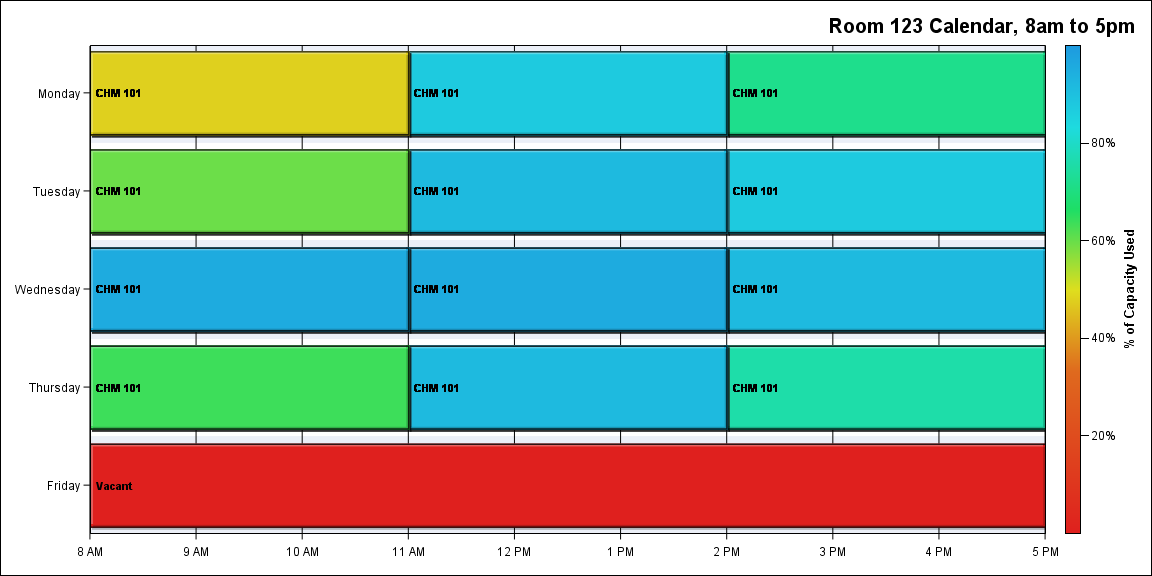 Room 123 Calendar, 8am to 5pm
Monday
CHM 101
CHM 101
CHM 101
Tuesday
CHM 101
CHM 101
CHM 101
Wednesday
CHM 101
CHM 101
CHM 101
Thursday
CHM 101
CHM 101
CHM 101
Friday
Vacant
8 AM
9 AM
10 AM
11 AM
12 PM
1 PM
2 PM
3 PM
4 PM
5 PM
80%
60%
40%
20%
% of Capacity Used